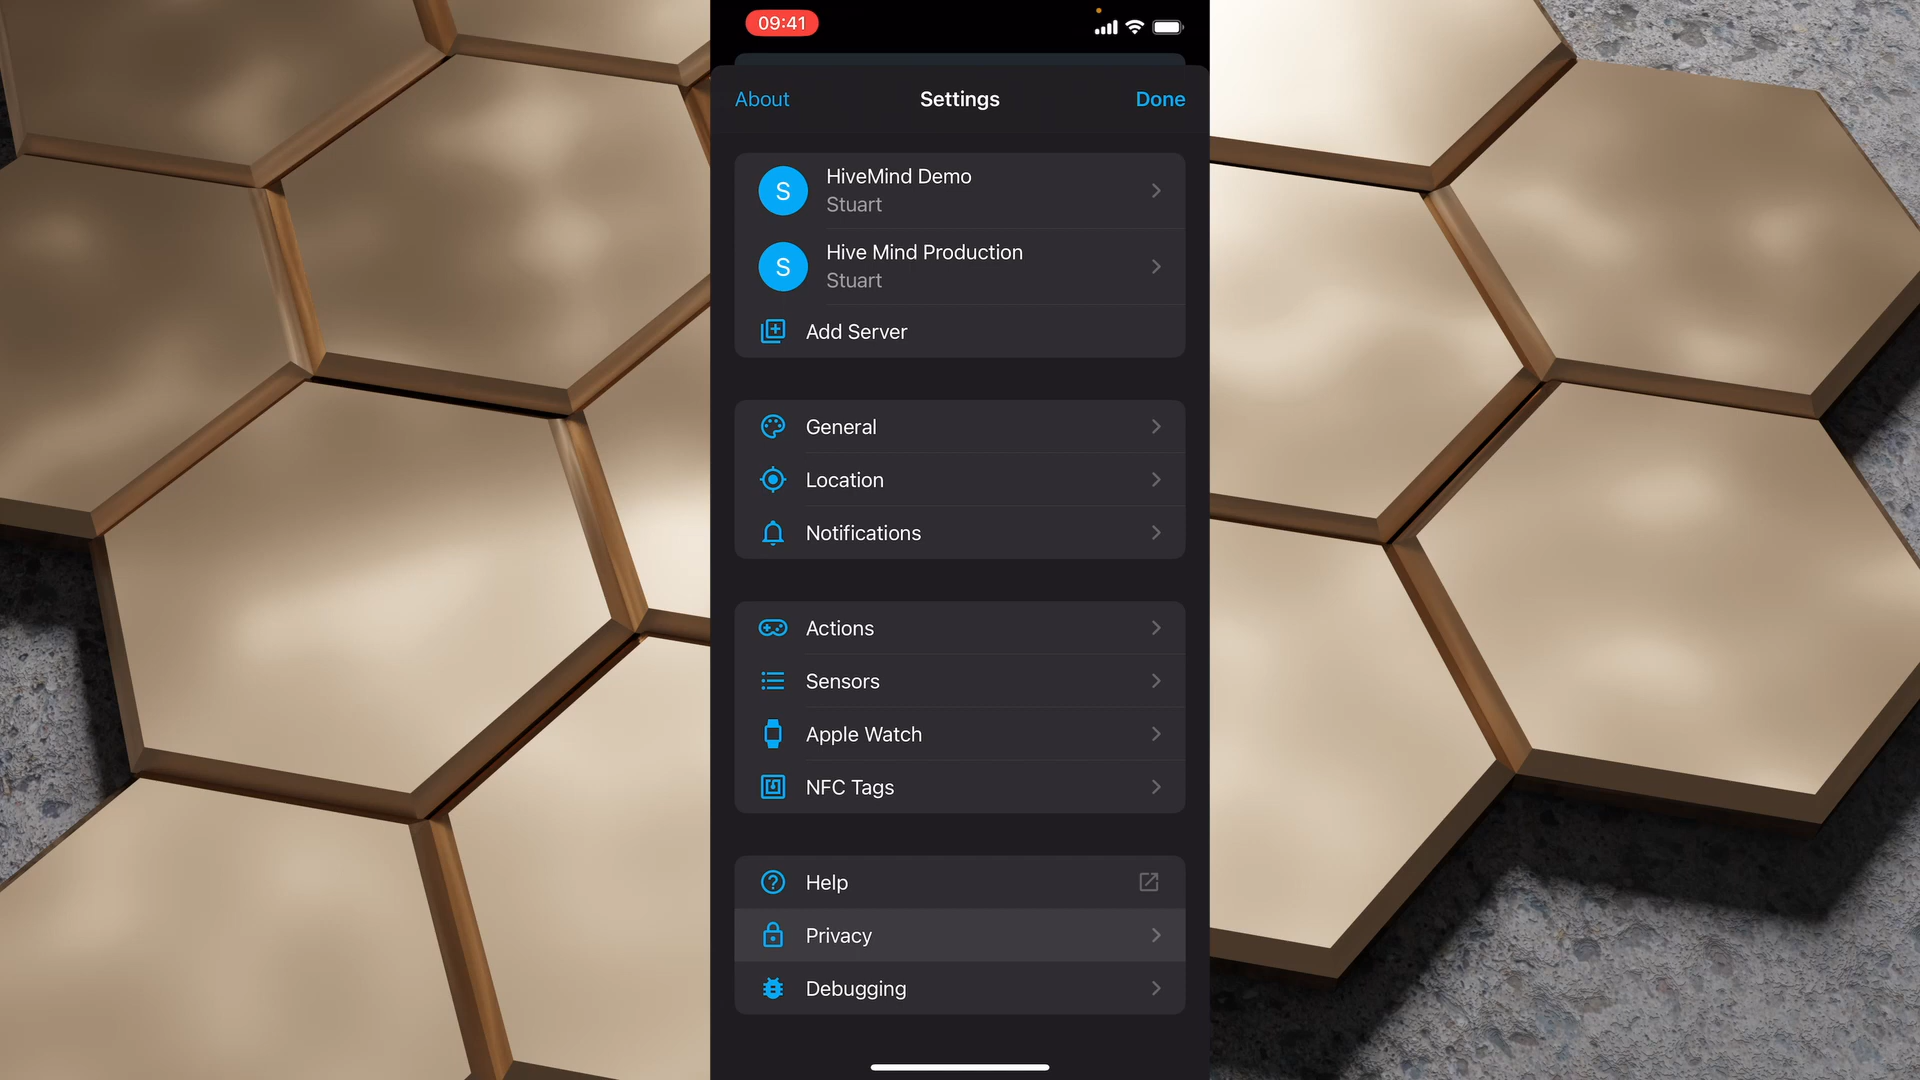 09:41
About
Settings
Done
S
HiveMind Demo
Stuart
S
Hive Mind Production
Stuart
Add Server
General
Location
Notifications
Actions
Sensors
Apple Watch
NFC Tags
Help
Privacy
Debugging